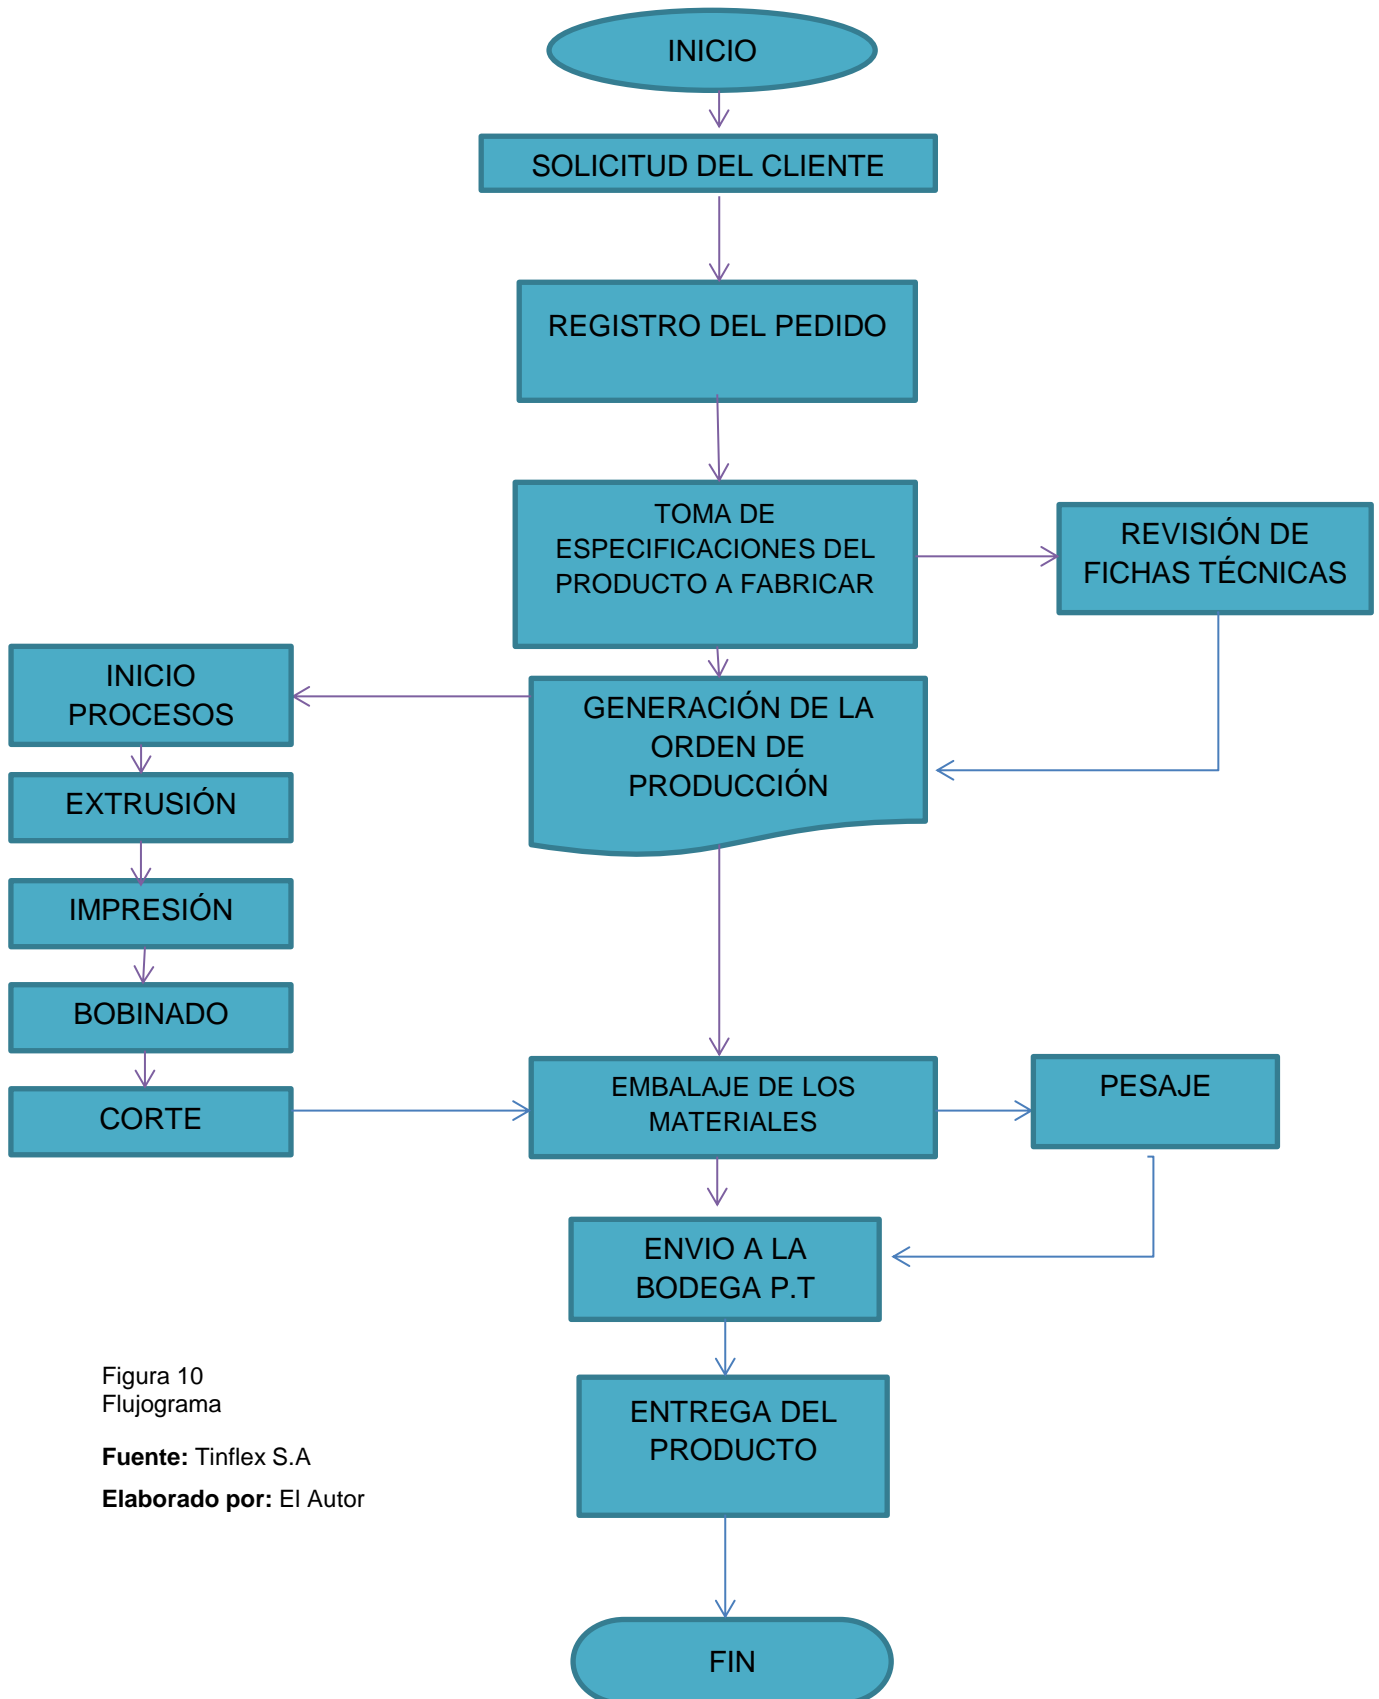 INICIO
SOLICITUD DEL CLIENTE
REGISTRO DEL PEDIDO
TOMA DE
ESPECIFICACIONES DEL
PRODUCTO A FABRICAR
REVISIÓN DE
FICHAS TÉCNICAS
GENERACIÓN DE LA
ORDEN DE
PRODUCCIÓN
INICIO
PROCESOS
EXTRUSIÓN
IMPRESIÓN
BOBINADO
CORTE
EMBALAJE DE LOS
MATERIALES
PESAJE
ENVIO A LA
BODEGA P.T
ENTREGA DEL
PRODUCTO
FIN
Figura 10
Flujograma
Fuente: Tinflex S.A
Elaborado por: El Autor